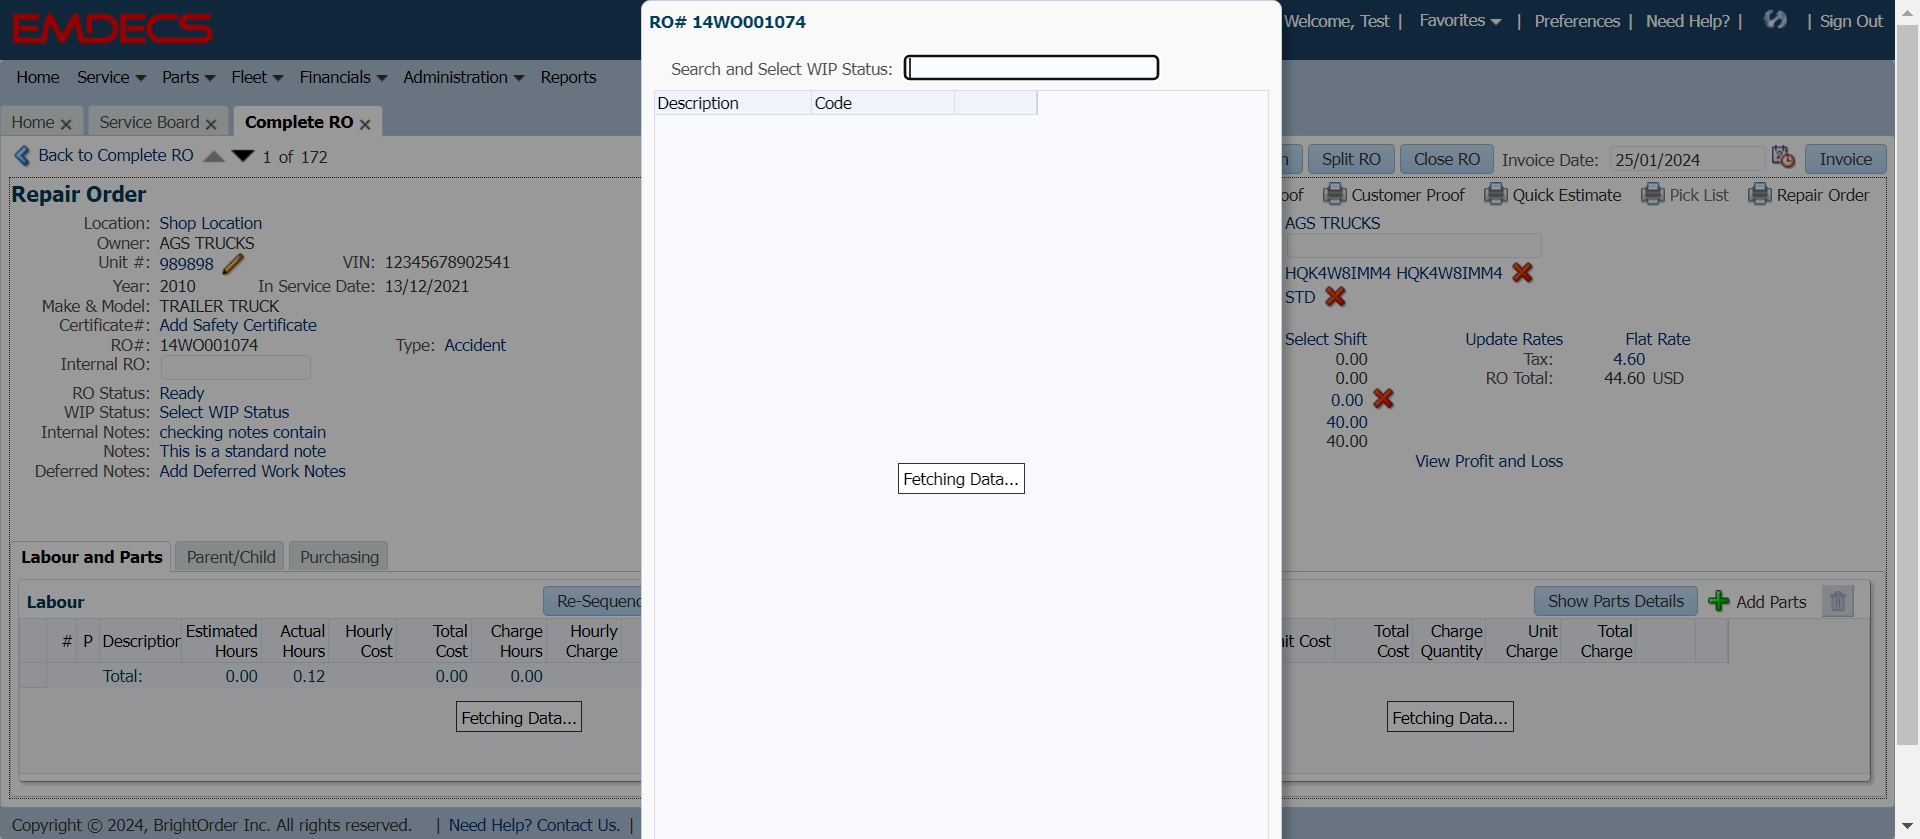 EMDECS
Welcome, Test | Favorites | Preferences | Need Help? | | Sign Out
Home Service Parts Fleet Financials Administration Reports
Home Service Board Complete RO
Back to Complete RO 1 of 172
Split RO Close RO Invoice Date: 25/01/2024 Invoice
Customer Proof Quick Estimate Pick List Repair Order
Repair Order
Location: Shop Location
Owner: AGS TRUCKS
Unit #: 989898 VIN: 12345678902541
Year: 2010 In Service Date: 13/12/2021
Make & Model: TRAILER TRUCK
Certificate#: Add Safety Certificate
RO#: 14WO001074 Type: Accident
Internal RO:
RO Status: Ready
WIP Status: Select WIP Status
Internal Notes: checking notes contain
Notes: This is a standard note
Deferred Notes: Add Deferred Work Notes
RO# 14WO001074
Search and Select WIP Status:
Description Code
Fetching Data...
AGS TRUCKS
HQK4W8IMM4 HQK4W8IMM4
STD
Select Shift Update Rates Flat Rate
0.00 Tax: 4.60
0.00 RO Total: 44.60 USD
0.00
40.00
40.00
View Profit and Loss
Labour and Parts Parent/Child Purchasing
Labour Re-Sequenc
# P Description Estimated Hours Actual Hours Hourly Cost Total Cost Charge Hours Hourly Charge
Total: 0.00 0.12 0.00 0.00
Fetching Data...
Show Parts Details Add Parts
it Cost Total Cost Charge Quantity Unit Charge Total Charge
Fetching Data...
Copyright © 2024, BrightOrder Inc. All rights reserved. | Need Help? Contact Us. |